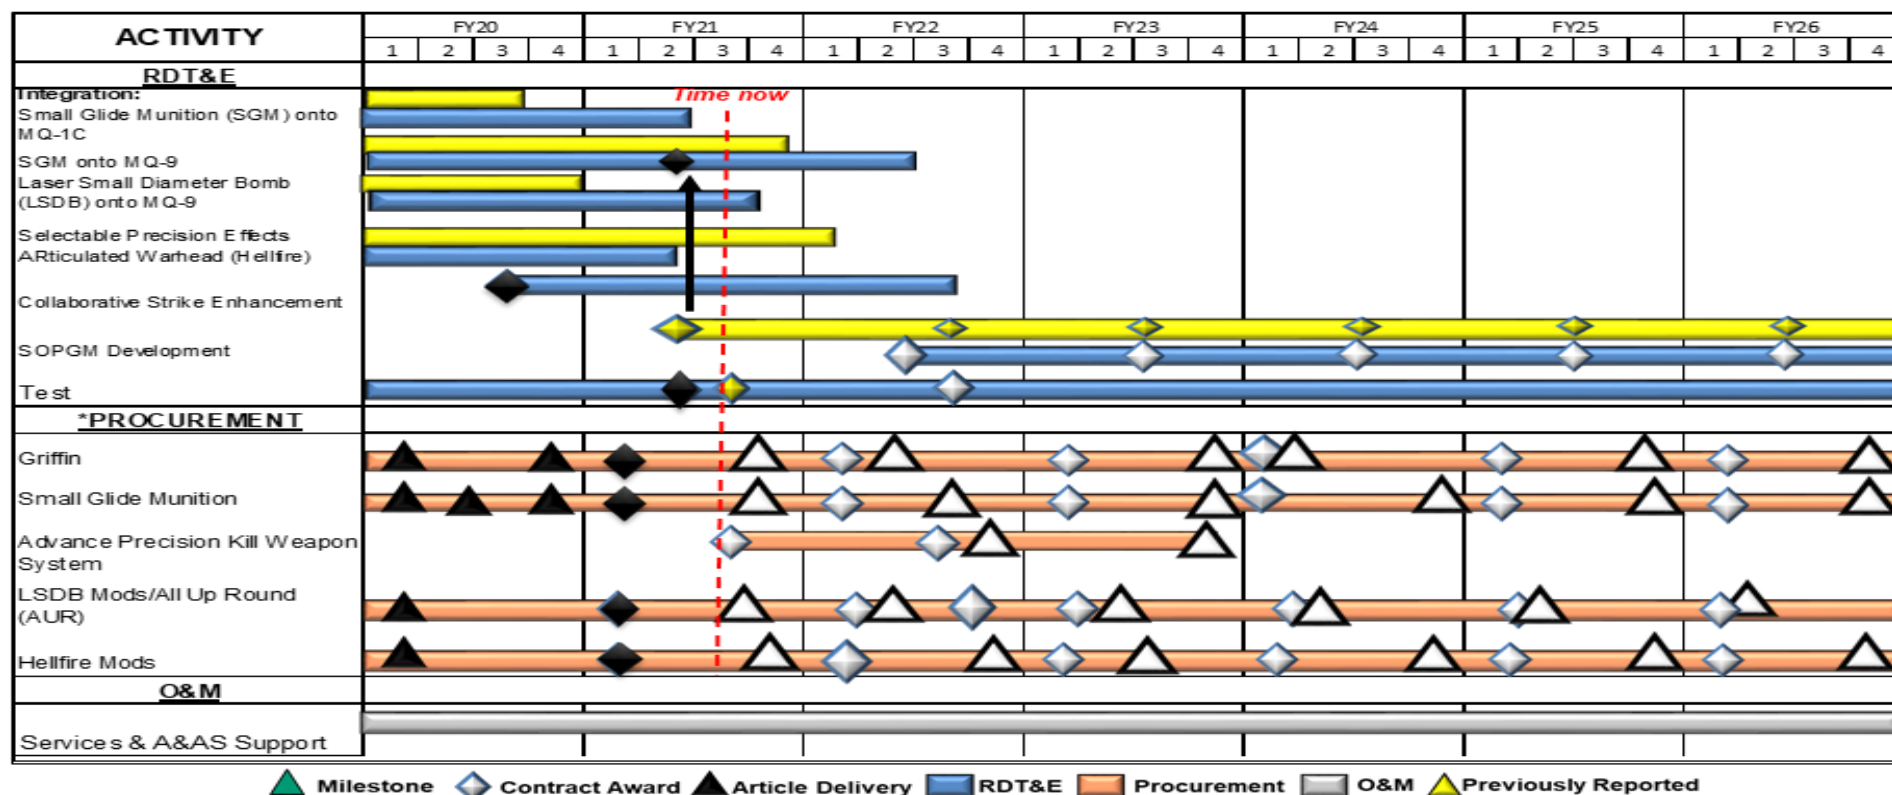 ACTIVITY
FY20 FY21 FY22 FY23 FY24 FY25 FY26
1 2 3 4 1 2 3 4 1 2 3 4 1 2 3 4 1 2 3 4 1 2 3 4 1 2 3 4
RDT&E
Integration:
Time now
Small Glide Munition (SGM) onto
MQ-1C
SGM onto MQ-9
Laser Small Diameter Bomb
(LSDB) onto MQ-9
Selectable Precision Effects
ARticulated Warhead (Hellfire)
Collaborative Strike Enhancement
SOPGM Development
Test
*PROCUREMENT
Griffin
Small Glide Munition
Advance Precision Kill Weapon
System
LSDB Mods/All Up Round
(AUR)
Hellfire Mods
O&M
Services & A&AS Support
Milestone Contract Award Article Delivery RDT&E Procurement O&M Previously Reported